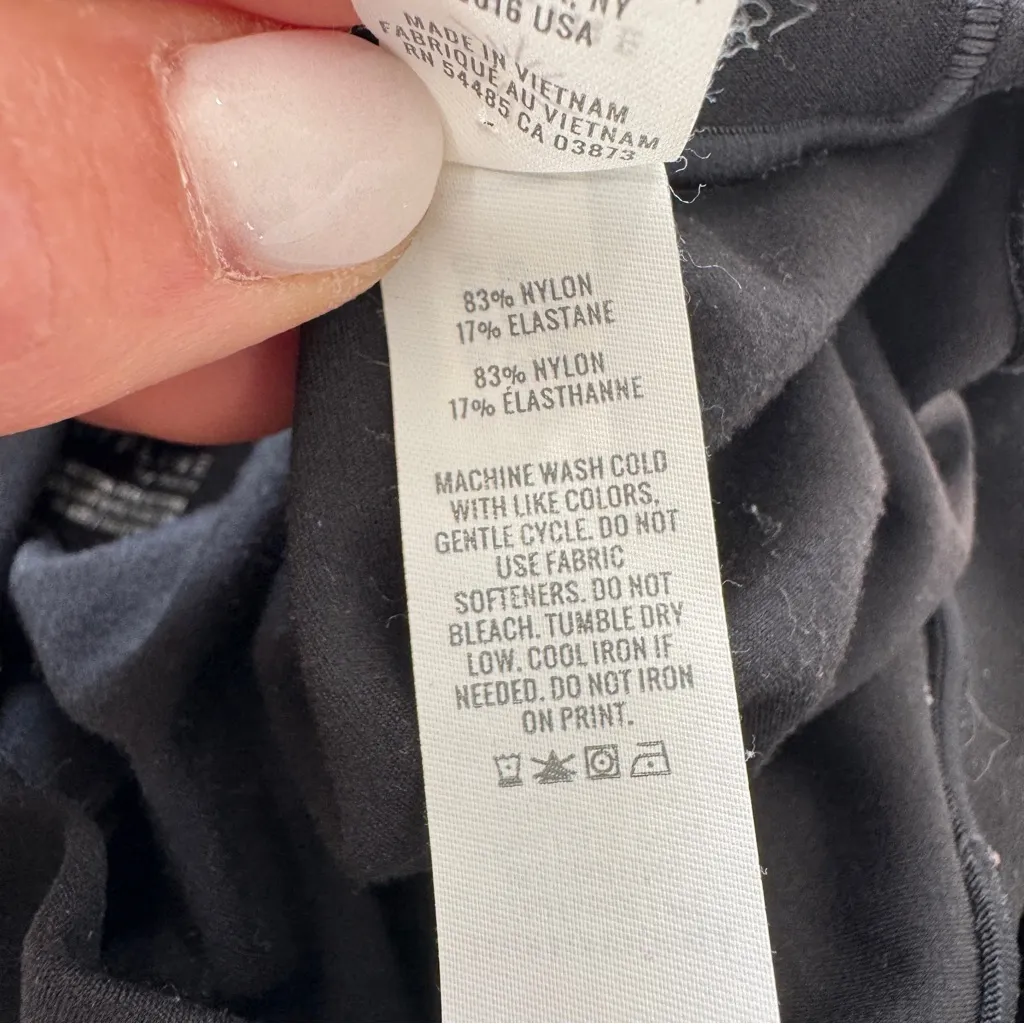 NY
016 USA
MADE IN VIETNAM
FABRIQUÉ AU VIETNAM
RN 54485 CA 03873
83% NYLON
17% ELASTANE
83% NYLON
17% ÉLASTHANNE
MACHINE WASH COLD
WITH LIKE COLORS,
GENTLE CYCLE. DO NOT
USE FABRIC
SOFTENERS. DO NOT
BLEACH. TUMBLE DRY
LOW. COOL IRON IF
NEEDED. DO NOT IRON
ON PRINT.